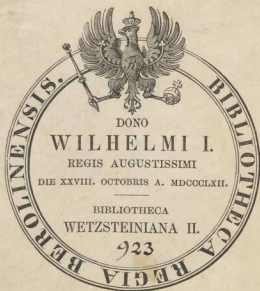 BIBLIOTHECA REGIA BEROLINENSIS.
DONO
WILHELMI I.
REGIS AUGUSTISSIMI
DIE XXVIII. OCTOBRIS A. MDCCCLXII.
BIBLIOTHECA
WETZSTEINIANA II.
923